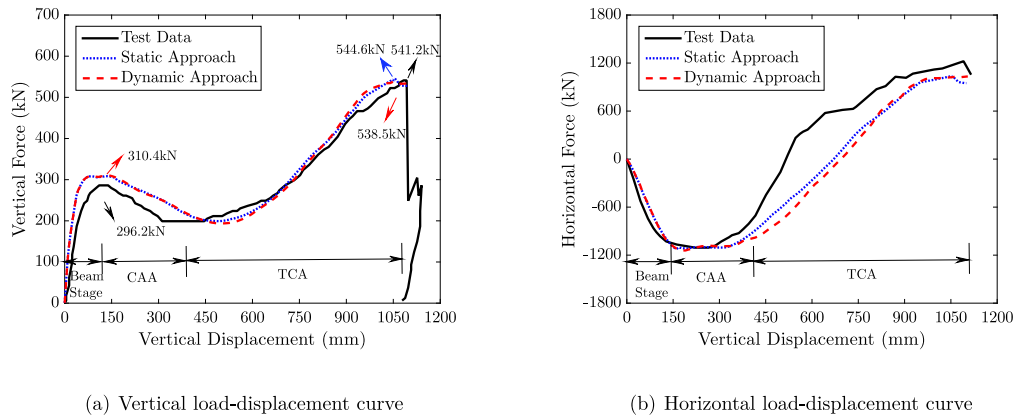 700
600
500
400
300
200
100
0
Vertical Force (kN)
Test Data
Static Approach
Dynamic Approach
544.6kN
541.2kN
538.5kN
310.4kN
296.2kN
Beam
Stage
CAA
TCA
0 150 300 450 600 750 900 1050 1200
Vertical Displacement (mm)
(a) Vertical load-displacement curve
1800
1200
600
0
-600
-1200
-1800
Horizontal Force (kN)
Test Data
Static Approach
Dynamic Approach
Beam
Stage
CAA
TCA
0 150 300 450 600 750 900 1050 1200
Vertical Displacement (mm)
(b) Horizontal load-displacement curve